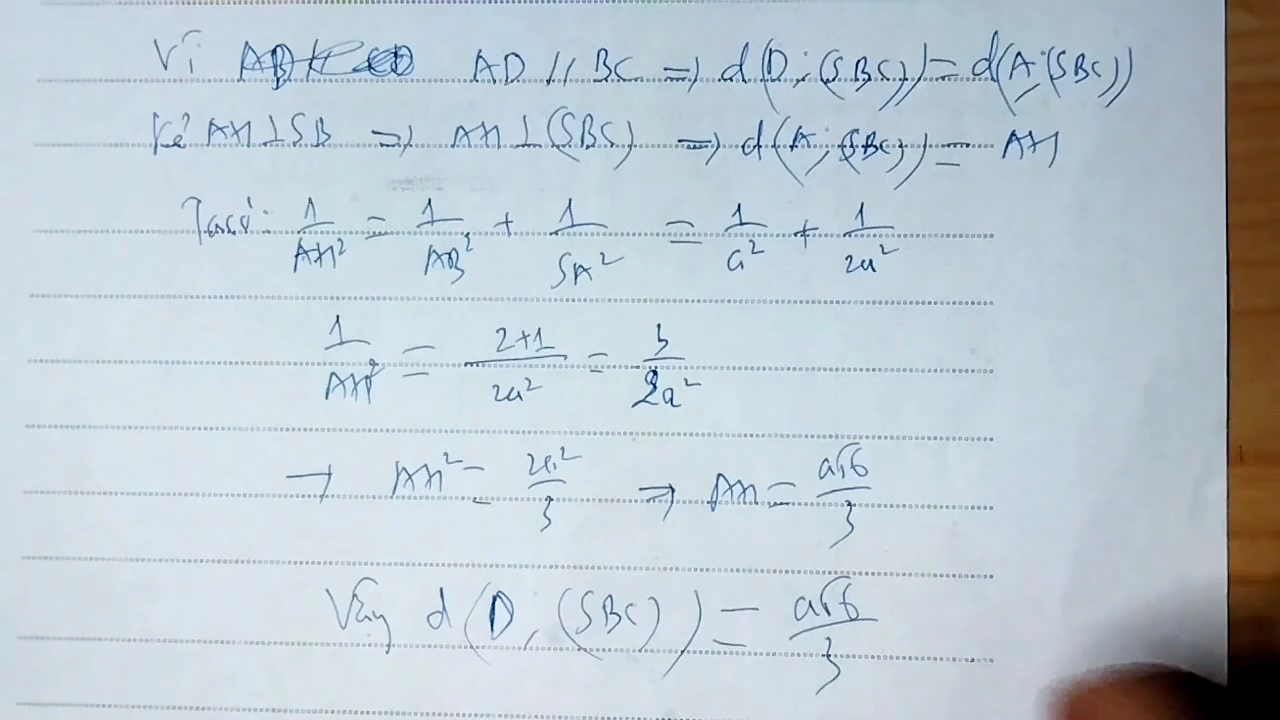 Vì AD // BC => d(D; (SBC)) = d(A; (SBC))
Kẻ AH ⊥ SB => AH ⊥ (SBC) => d(A; (SBC)) = AH
Ta có: 1/AH² = 1/AB² + 1/SA² = 1/a² + 1/2a²
1/AH² = 2+1/2a² = 3/2a²
→ AH² = 2a²/3 => AH = a√6/3
Vậy d(D, (SBC)) = a√6/3